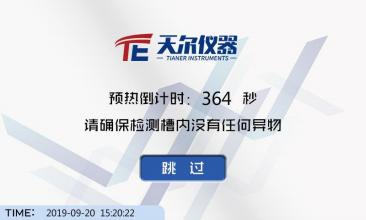 TE 天尔仪器
TIANER INSTRUMENTS
预热倒计时: 364 秒
请确保检测槽内没有任何异物
跳 过
TIME: 2019-09-20 15:20:22